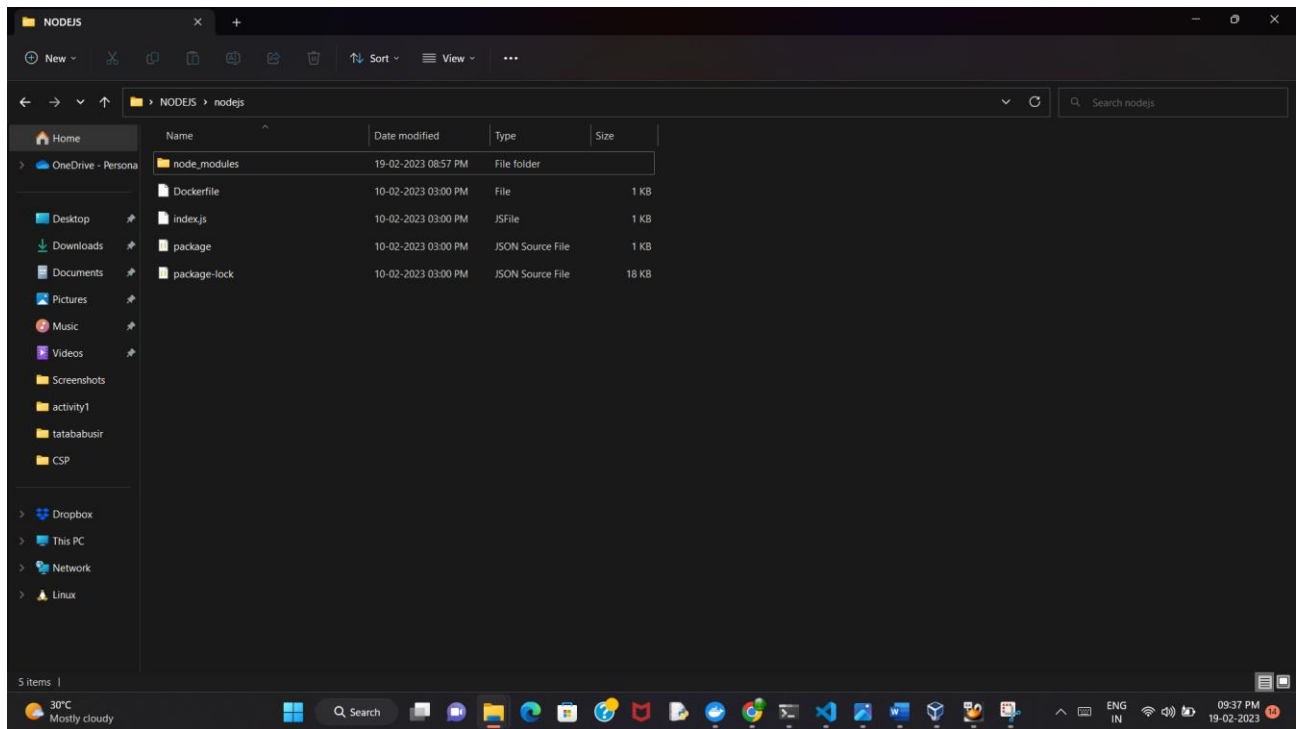 NODEJS
New
Sort
View
NODEJS > nodejs
Search nodejs
Home
OneDrive - Persona
Desktop
Downloads
Documents
Pictures
Music
Videos
Screenshots
activity1
tatababusir
CSP
Dropbox
This PC
Network
Linux
Name Date modified Type Size
node_modules 19-02-2023 08:57 PM File folder
Dockerfile 10-02-2023 03:00 PM File 1 KB
index.js 10-02-2023 03:00 PM JSFile 1 KB
package 10-02-2023 03:00 PM JSON Source File 1 KB
package-lock 10-02-2023 03:00 PM JSON Source File 18 KB
5 items
30°C
Mostly cloudy
Search
ENG
IN
09:37 PM
19-02-2023
14